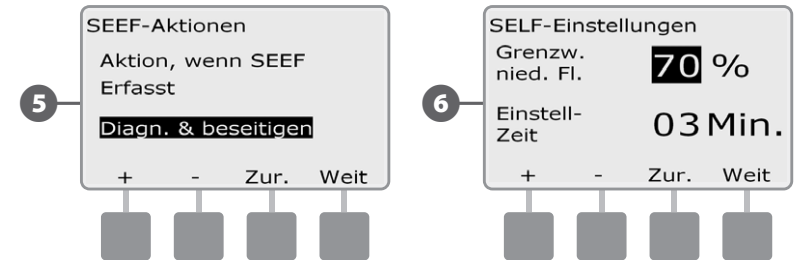 5
SEEF-Aktionen
Aktion, wenn SEEF
Erfasst
Diagn. & beseitigen
+ - Zur. Weit
6
SELF-Einstellungen
Grenzw.
nied. Fl. 70 %
Einstell-
Zeit 03 Min.
+ - Zur. Weit